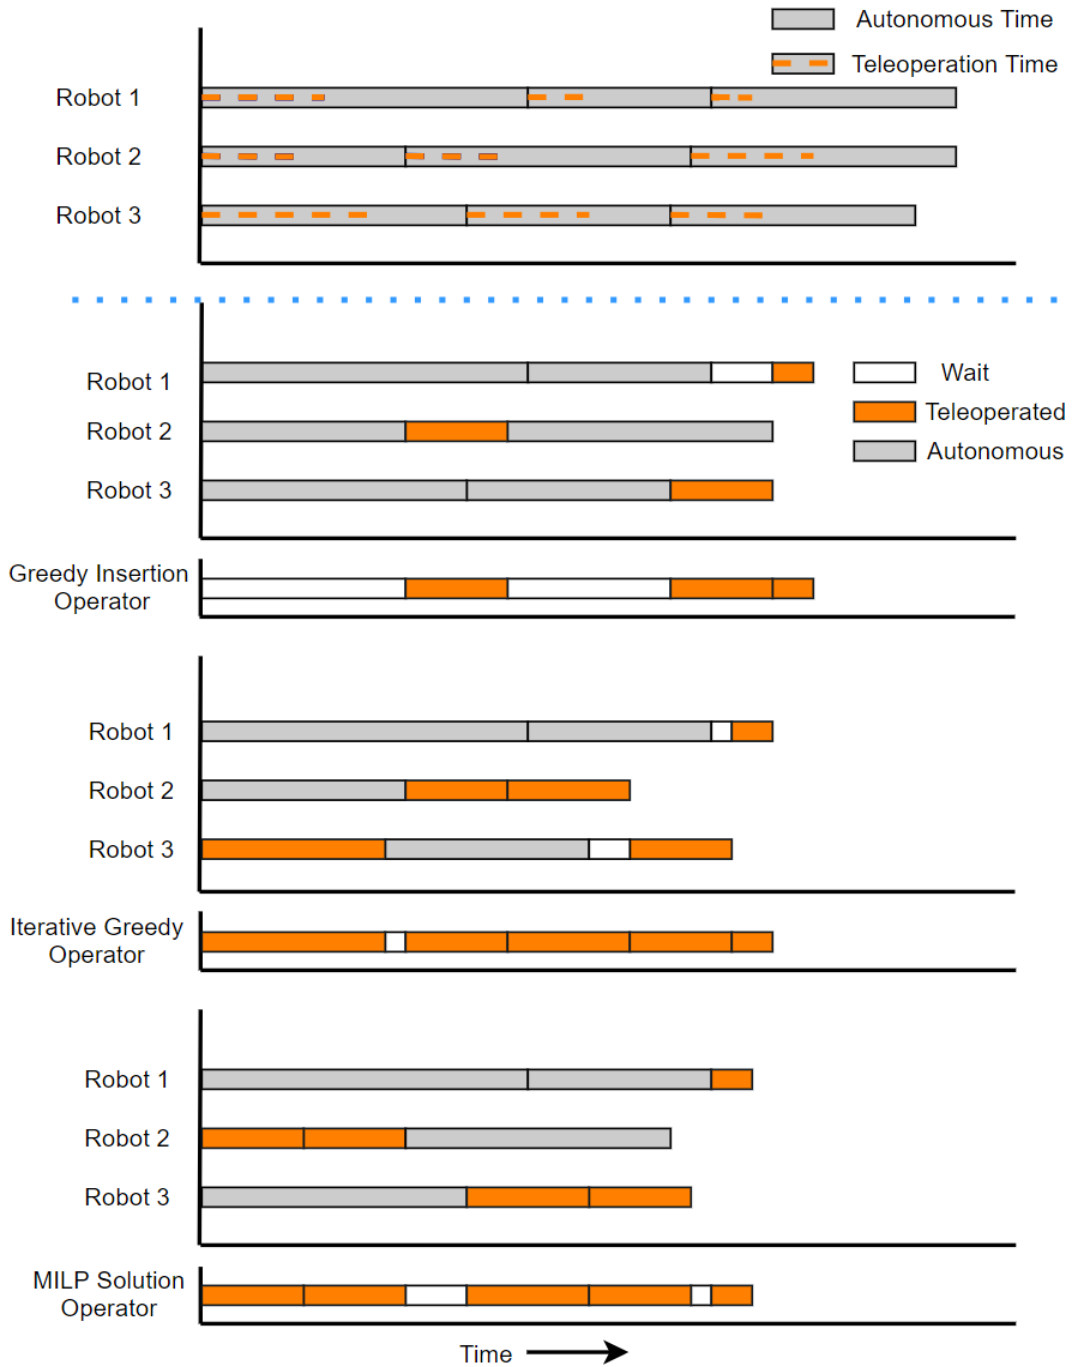 Autonomous Time
Teleoperation Time
Robot 1
Robot 2
Robot 3
Robot 1
Robot 2
Robot 3
Wait
Teleoperated
Autonomous
Greedy Insertion
Operator
Robot 1
Robot 2
Robot 3
Iterative Greedy
Operator
Robot 1
Robot 2
Robot 3
MILP Solution
Operator
Time